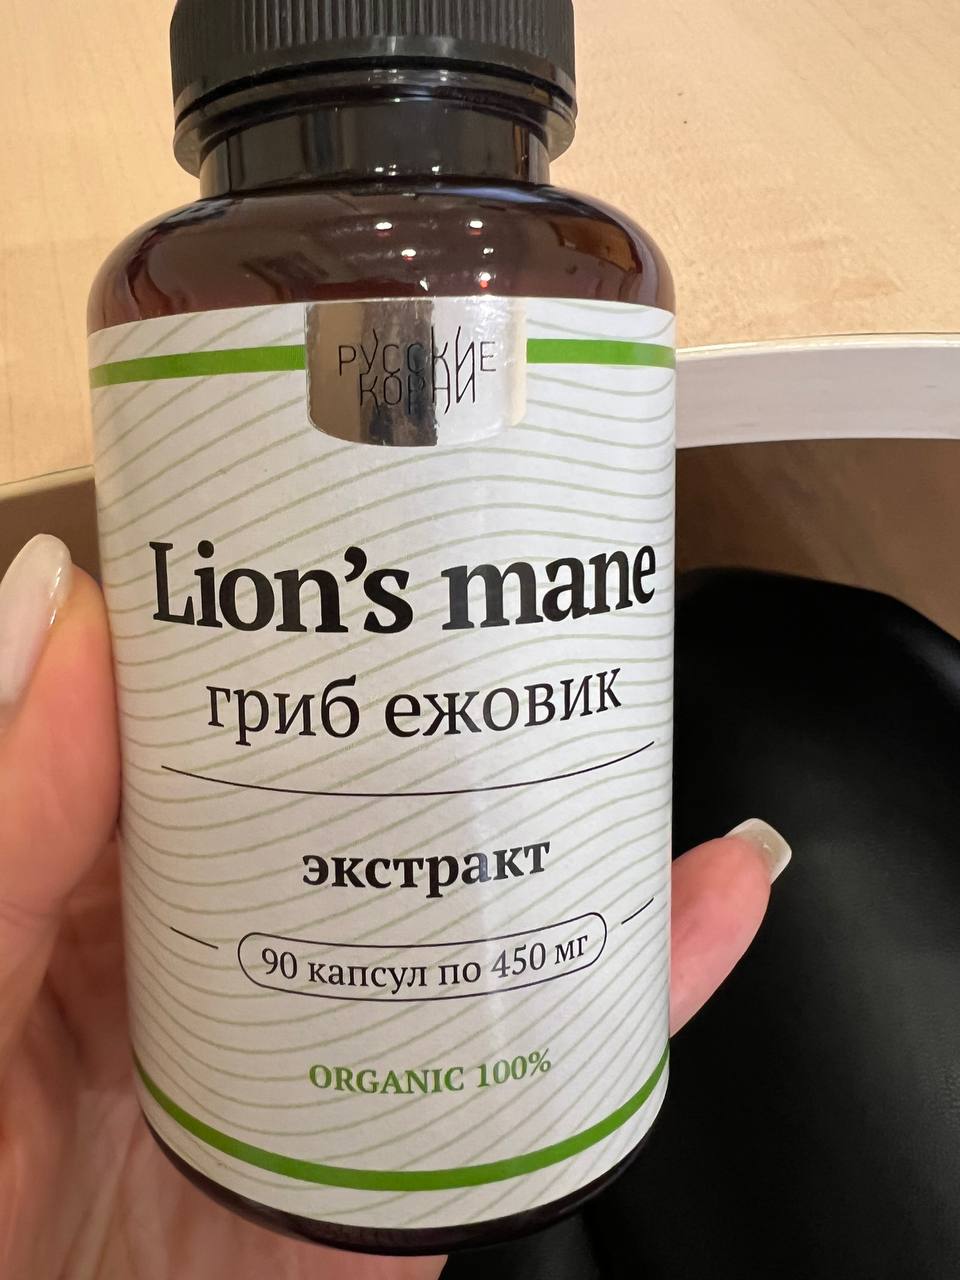 РУССКИЕ
КОРНИ
Lion's mane
гриб ежовик
экстракт
90 капсул по 450 мг
ORGANIC 100%